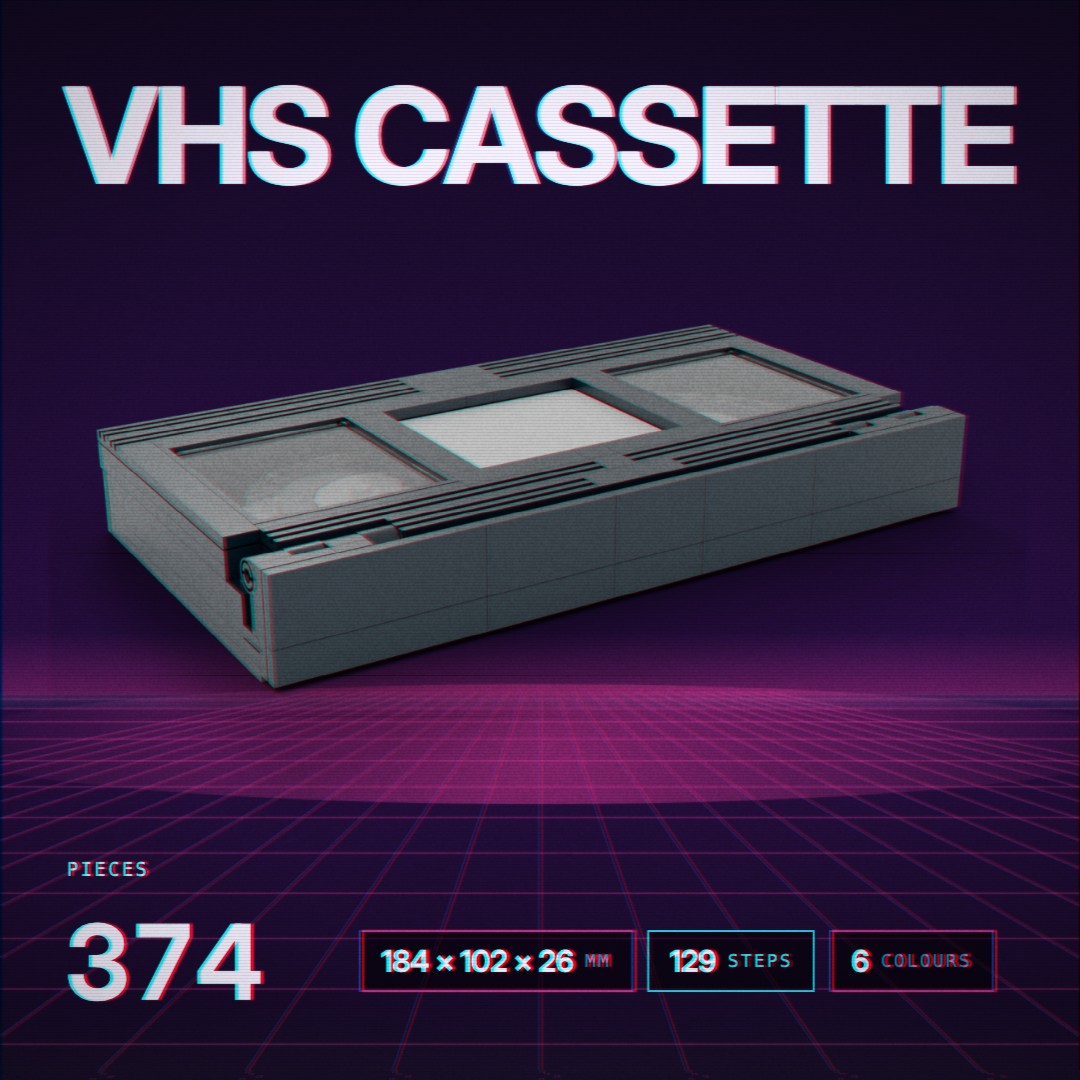 VHS CASSETTE
PIECES
374
184 × 102 × 26 MM
129 STEPS
6 COLOURS